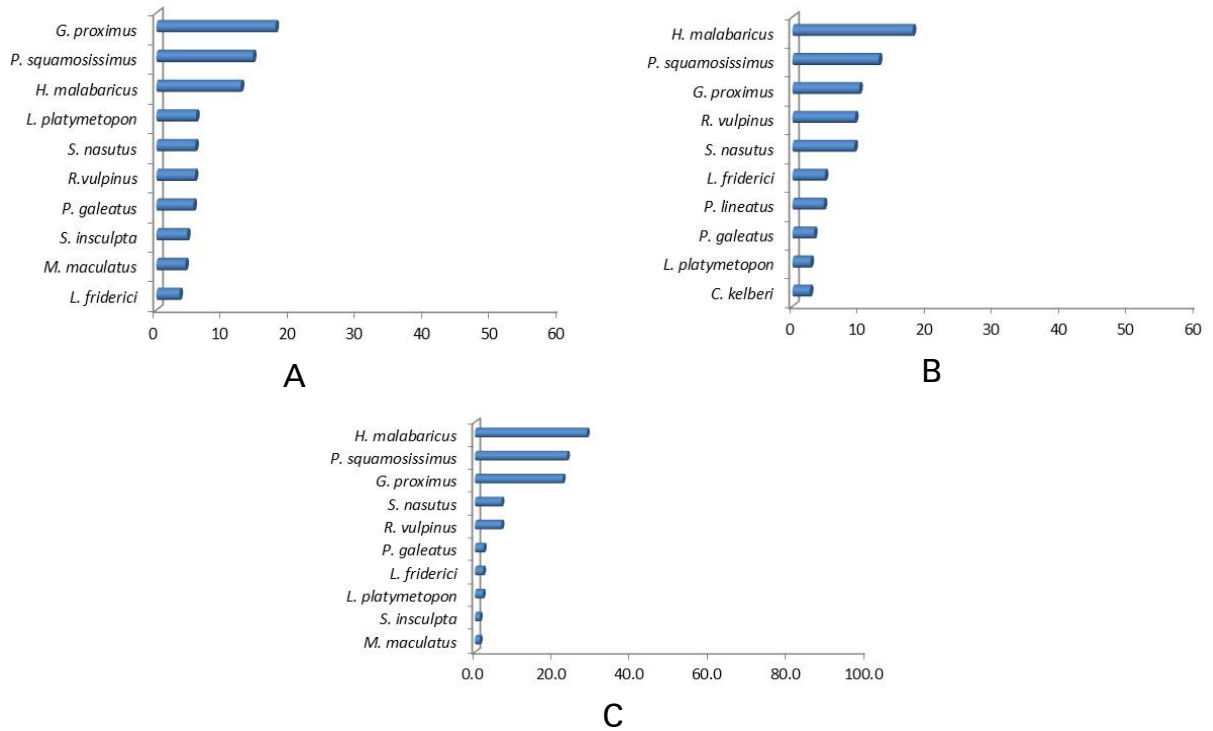 G. proximus
P. squamosissimus
H. malabaricus
L. platymetopon
S. nasutus
R.vulpinus
P. galeatus
S. insculpta
M. maculatus
L. friderici
0 10 20 30 40 50 60
A
H. malabaricus
P. squamosissimus
G. proximus
R. vulpinus
S. nasutus
L. friderici
P. lineatus
P. galeatus
L. platymetopon
C. kelberi
0 10 20 30 40 50 60
B
H. malabaricus
P. squamosissimus
G. proximus
S. nasutus
R. vulpinus
P. galeatus
L. friderici
L. platymetopon
S. insculpta
M. maculatus
0.0 20.0 40.0 60.0 80.0 100.0
C